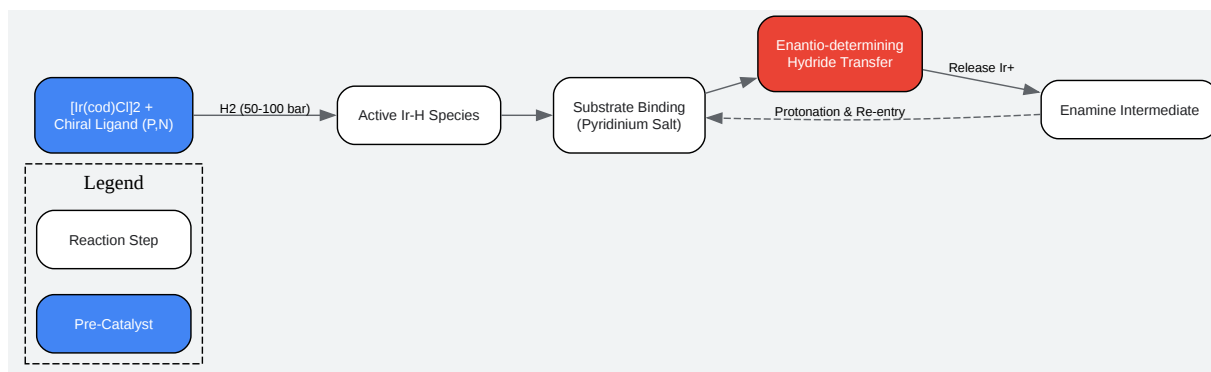 [Ir(cod)Cl]2 +
Chiral Ligand (P,N)
H2 (50-100 bar)
Active Ir-H Species
Substrate Binding
(Pyridinium Salt)
Enantio-determining
Hydride Transfer
Release Ir+
Protonation & Re-entry
Enamine Intermediate
Legend
Reaction Step
Pre-Catalyst